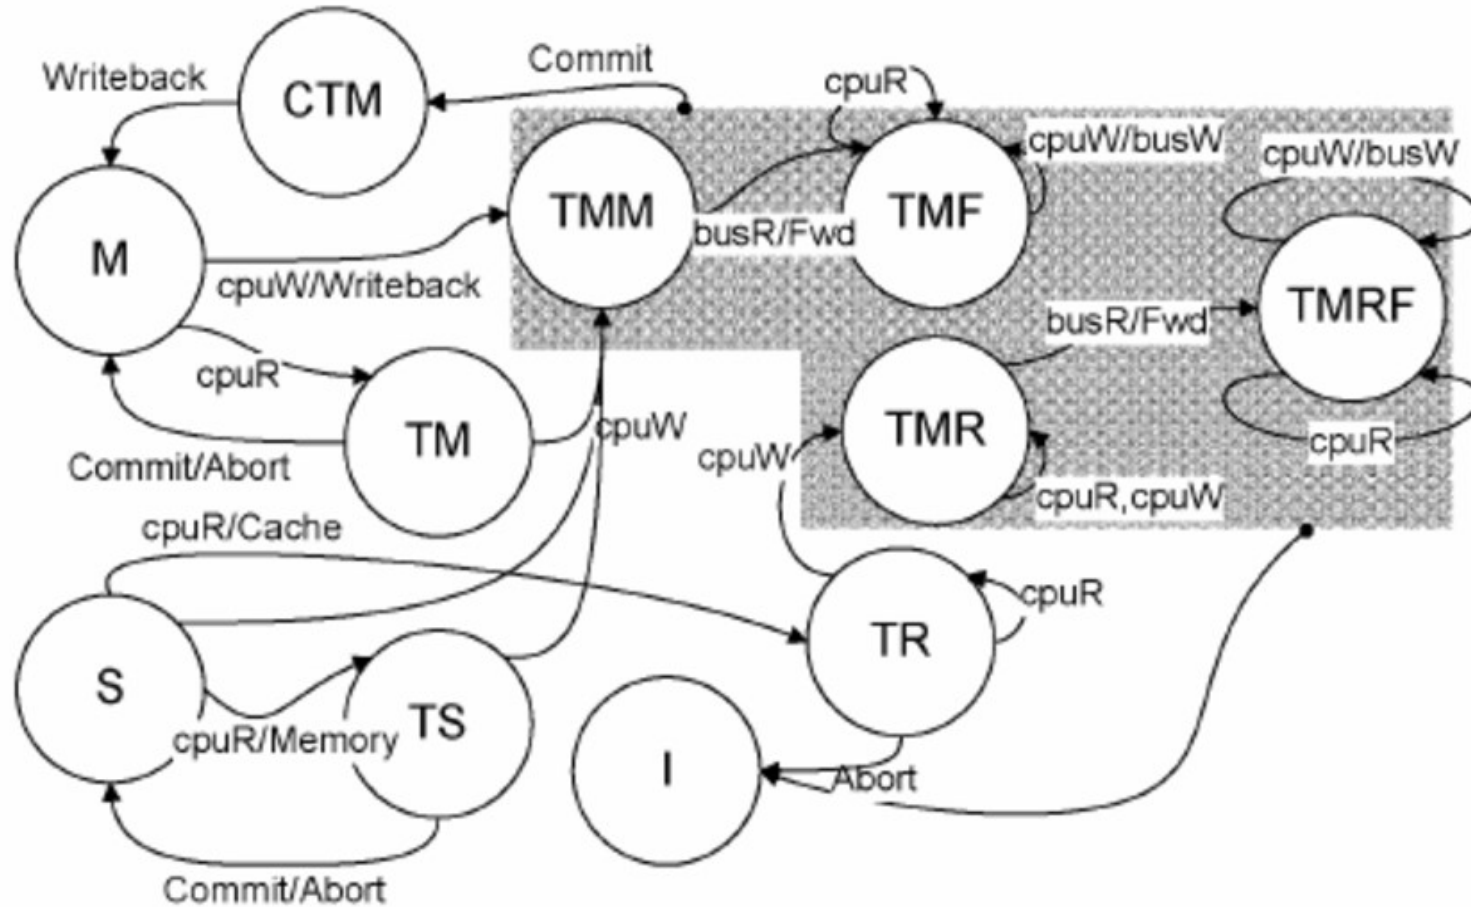 Commit
Writeback
CTM
cpuR
cpuW/busW
cpuW/busW
TMM
TMF
busR/Fwd
M
cpuW/Writeback
TMRF
busR/Fwd
cpuR
TM
cpuW
TMR
cpuR
Commit/Abort
cpuW
cpuR,cpuW
cpuR/Cache
cpuR
TR
S
TS
cpuR/Memory
I
Abort
Commit/Abort